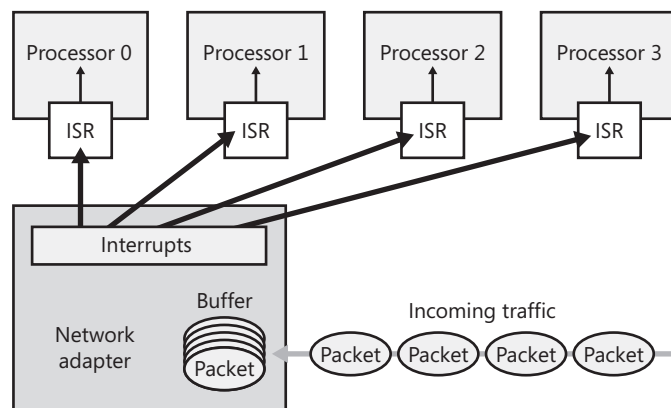 Processor 0
Processor 1
Processor 2
Processor 3
ISR
ISR
ISR
ISR
Interrupts
Buffer
Incoming traffic
Network
adapter
Packet
Packet
Packet
Packet
Packet